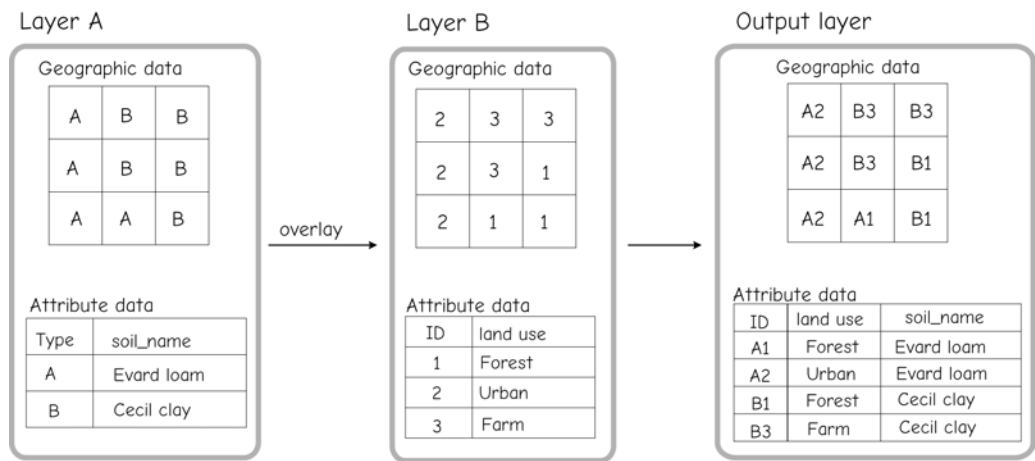 Layer A
Geographic data
A B B
A B B
A A B
Attribute data
Type soil_name
A Evard loam
B Cecil clay
overlay
Layer B
Geographic data
2 3 3
2 3 1
2 1 1
Attribute data
ID land use
1 Forest
2 Urban
3 Farm
Output layer
Geographic data
A2 B3 B3
A2 B3 B1
A2 A1 B1
Attribute data
ID land use soil_name
A1 Forest Evard loam
A2 Urban Evard loam
B1 Forest Cecil clay
B3 Farm Cecil clay